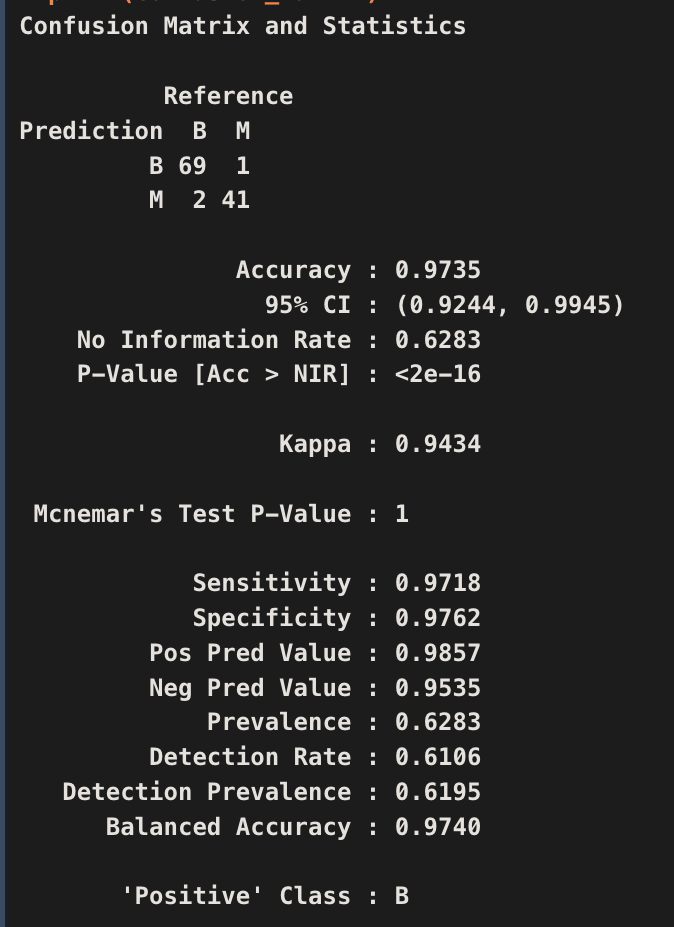 Confusion Matrix and Statistics
Reference
Prediction B M
B 69 1
M 2 41
Accuracy : 0.9735
95% CI : (0.9244, 0.9945)
No Information Rate : 0.6283
P-Value [Acc > NIR] : <2e-16
Kappa : 0.9434
Mcnemar's Test P-Value : 1
Sensitivity : 0.9718
Specificity : 0.9762
Pos Pred Value : 0.9857
Neg Pred Value : 0.9535
Prevalence : 0.6283
Detection Rate : 0.6106
Detection Prevalence : 0.6195
Balanced Accuracy : 0.9740
'Positive' Class : B